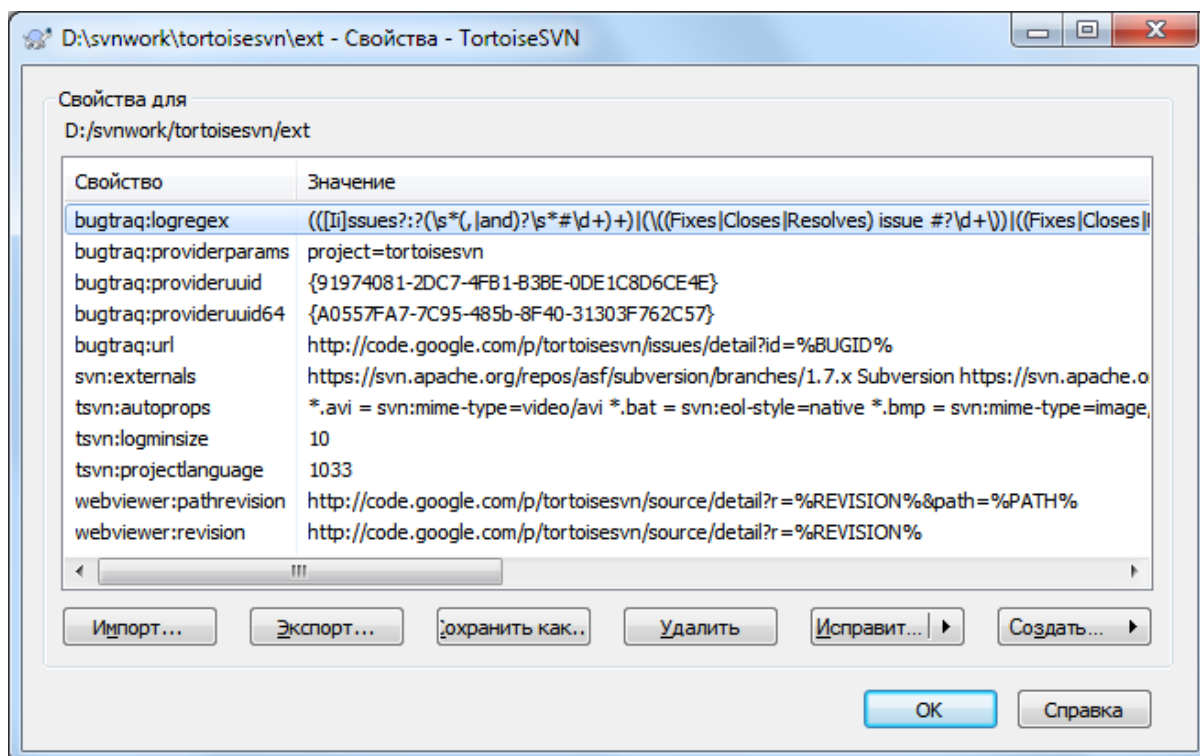 D:\svnwork\tortoisesvn\ext - Свойства - TortoiseSVN
Свойства для
D:/svnwork/tortoisesvn/ext
Свойство Значение
bugtraq:logregex (([Ii]ssues?:?(\s*(,|and)?\s*#\d+)+)|(\((Fixes|Closes|Resolves) issue #?\d+\))|((Fixes|Closes|
bugtraq:providerparams project=tortoisesvn
bugtraq:provideruuid {91974081-2DC7-4FB1-B3BE-0DE1C8D6CE4E}
bugtraq:provideruuid64 {A0557FA7-7C95-485b-8F40-31303F762C57}
bugtraq:url http://code.google.com/p/tortoisesvn/issues/detail?id=%BUGID%
svn:externals https://svn.apache.org/repos/asf/subversion/branches/1.7.x Subversion https://svn.apache.o
tsvn:autoprops *.avi = svn:mime-type=video/avi *.bat = svn:eol-style=native *.bmp = svn:mime-type=image,
tsvn:logminsize 10
tsvn:projectlanguage 1033
webviewer:pathrevision http://code.google.com/p/tortoisesvn/source/detail?r=%REVISION%&path=%PATH%
webviewer:revision http://code.google.com/p/tortoisesvn/source/detail?r=%REVISION%
Импорт... Экспорт... Сохранить как.. Удалить Исправит... Создать...
OK Справка